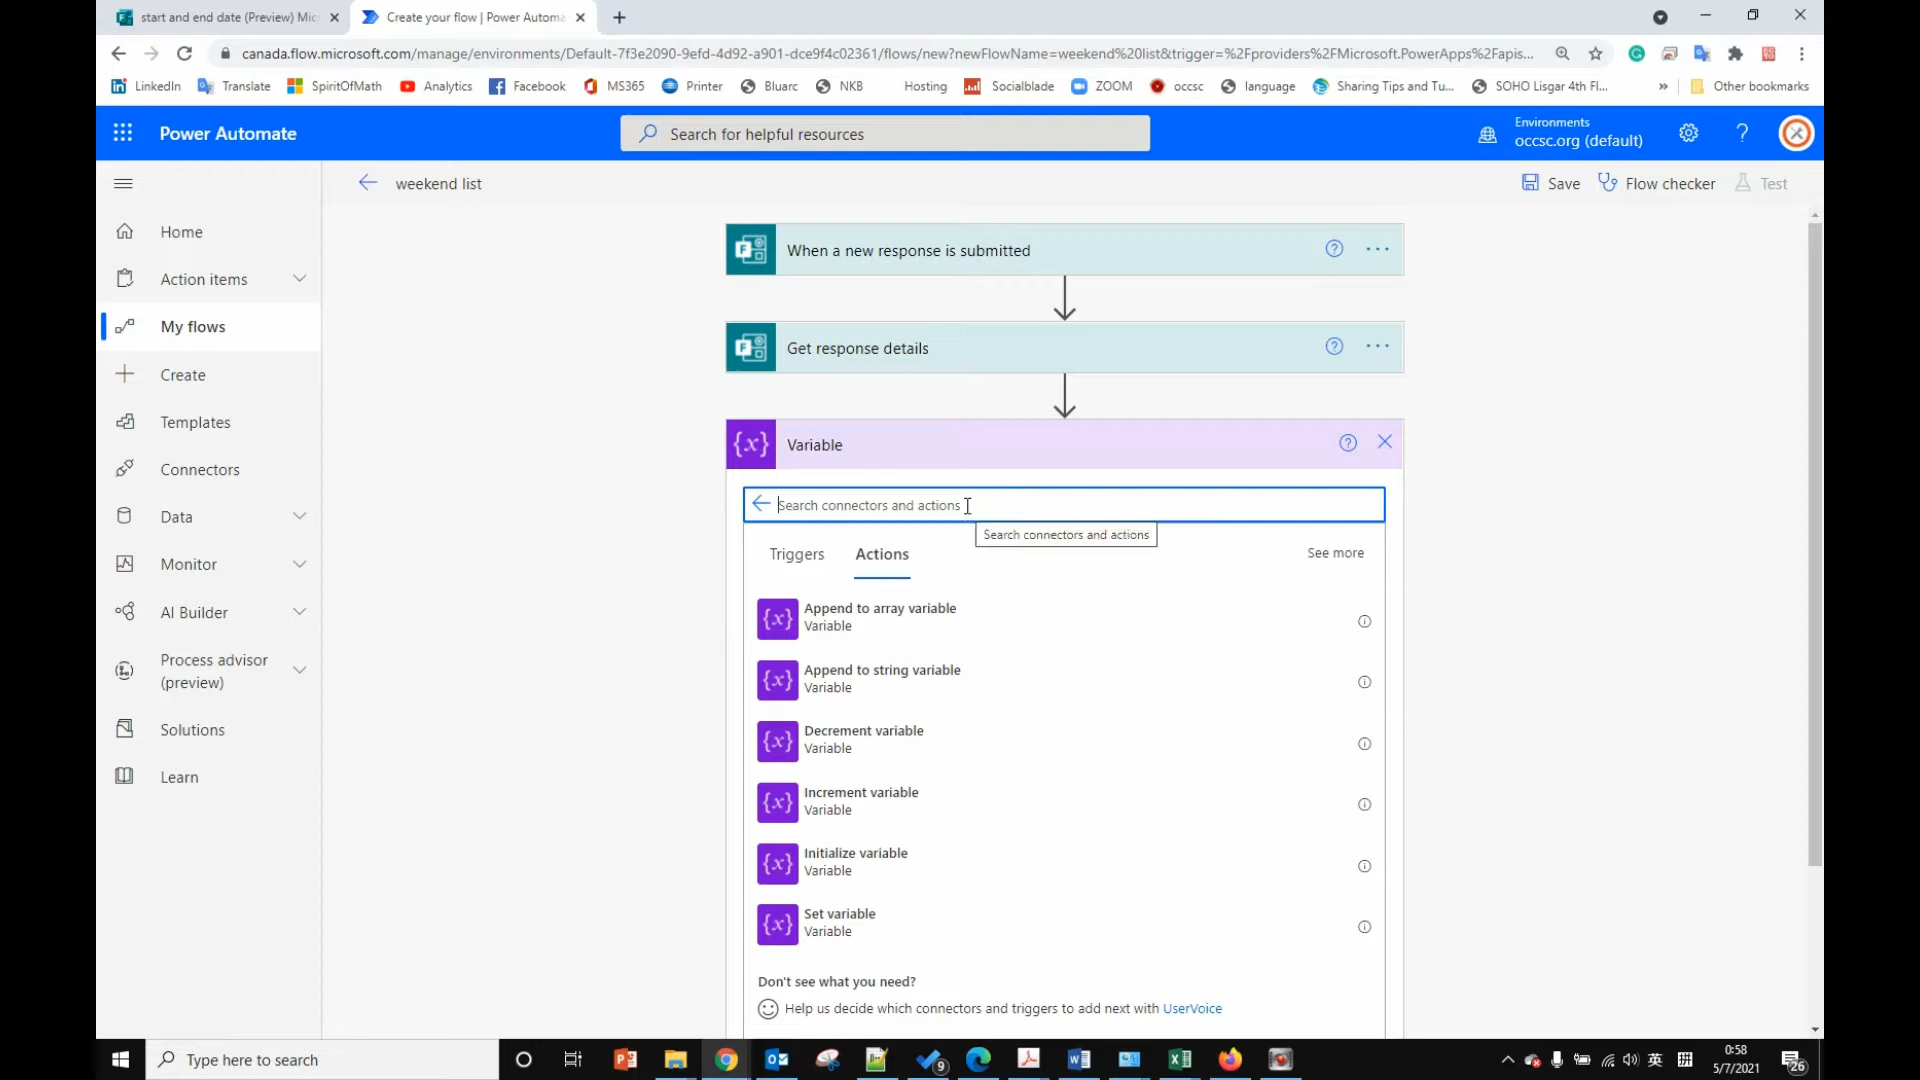 start and end date (Preview) Mic
Create your flow | Power Automa
canada.flow.microsoft.com/manage/environments/Default-7f3e2090-9efd-4d92-a901-dce9f4c02361/flows/new?newFlowName=weekend%20list&trigger=%2Fproviders%2FMicrosoft.PowerApps%2Fapis...
LinkedIn
Translate
SpiritOfMath
Analytics
Facebook
MS365
Printer
Bluarc
NKB
Hosting
Socialblade
ZOOM
occsc
language
Sharing Tips and Tu...
SOHO Lisgar 4th Fl...
»
Other bookmarks
Power Automate
Search for helpful resources
Environments
occsc.org (default)
?
weekend list
Save
Flow checker
Test
Home
Action items
My flows
Create
Templates
Connectors
Data
Monitor
AI Builder
Process advisor
(preview)
Solutions
Learn
When a new response is submitted
Get response details
{x}
Variable
Search connectors and actions
Search connectors and actions
Triggers
Actions
See more
{x}
Append to array variable
Variable
{x}
Append to string variable
Variable
{x}
Decrement variable
Variable
{x}
Increment variable
Variable
{x}
Initialize variable
Variable
{x}
Set variable
Variable
Don't see what you need?
Help us decide which connectors and triggers to add next with UserVoice
Type here to search
9
英
拼
0:58
5/7/2021
26